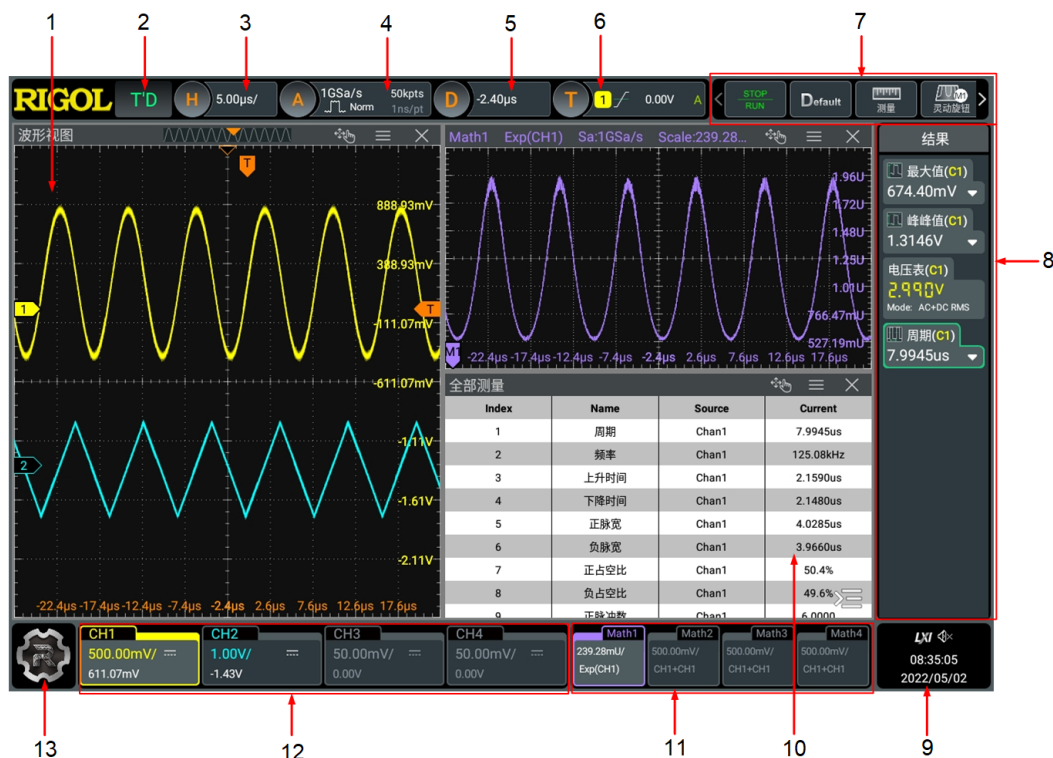 1
2
3
4
5
6
7
RIGOL
T'D
H
5.00μs/
A
1GSa/s
Norm
50kpts
1ns/pt
D
-2.40μs
T
1
0.00V
A
STOP
RUN
Default
测量
M1
灵动旋钮
波形视图
T
888.93mV
388.93mV
-111.07mV
-611.07mV
-1.11V
-1.61V
-2.11V
1
T
2
-22.4μs -17.4μs -12.4μs -7.4μs -2.4μs 2.6μs 7.6μs 12.6μs 17.6μs
Math1 Exp(CH1) Sa:1GSa/s Scale:239.28...
1.96U
1.72U
1.48U
1.25U
1.01U
766.47mU
527.19mU
M1
-22.4μs -17.4μs -12.4μs -7.4μs -2.4μs 2.6μs 7.6μs 12.6μs 17.6μs
全部测量
Index Name Source Current
1 周期 Chan1 7.9945us
2 频率 Chan1 125.08kHz
3 上升时间 Chan1 2.1590us
4 下降时间 Chan1 2.1480us
5 正脉宽 Chan1 4.0285us
6 负脉宽 Chan1 3.9660us
7 正占空比 Chan1 50.4%
8 负占空比 Chan1 49.6%
9 正脉冲数 Chan1 6.0000
结果
最大值(C1)
674.40mV
峰峰值(C1)
1.3146V
电压表(C1)
2.990V
Mode: AC+DC RMS
周期(C1)
7.9945us
8
CH1
500.00mV/
611.07mV
CH2
1.00V/
-1.43V
CH3
50.00mV/
0.00V
CH4
50.00mV/
0.00V
Math1
239.28mU/
Exp(CH1)
Math2
500.00mV/
CH1+CH1
Math3
500.00mV/
CH1+CH1
Math4
500.00mV/
CH1+CH1
LXI
08:35:05
2022/05/02
13
12
11
10
9